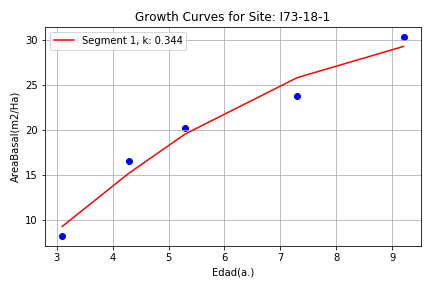 Growth Curves for Site: I73-18-1
Segment 1, k: 0.344
AreaBasal(m2/Ha)
30
25
20
15
10
3 4 5 6 7 8 9
Edad(a.)